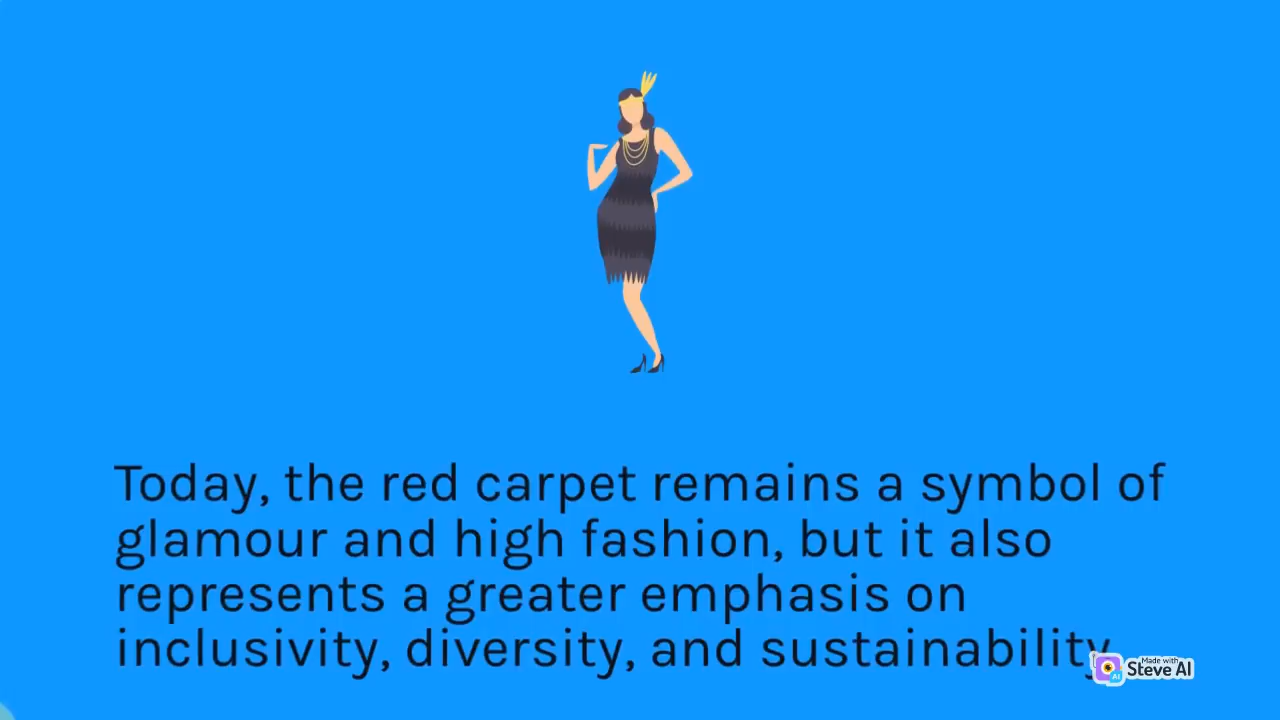 Today, the red carpet remains a symbol of
glamour and high fashion, but it also
represents a greater emphasis on
inclusivity, diversity, and sustainability
Made with
Steve AI
AI